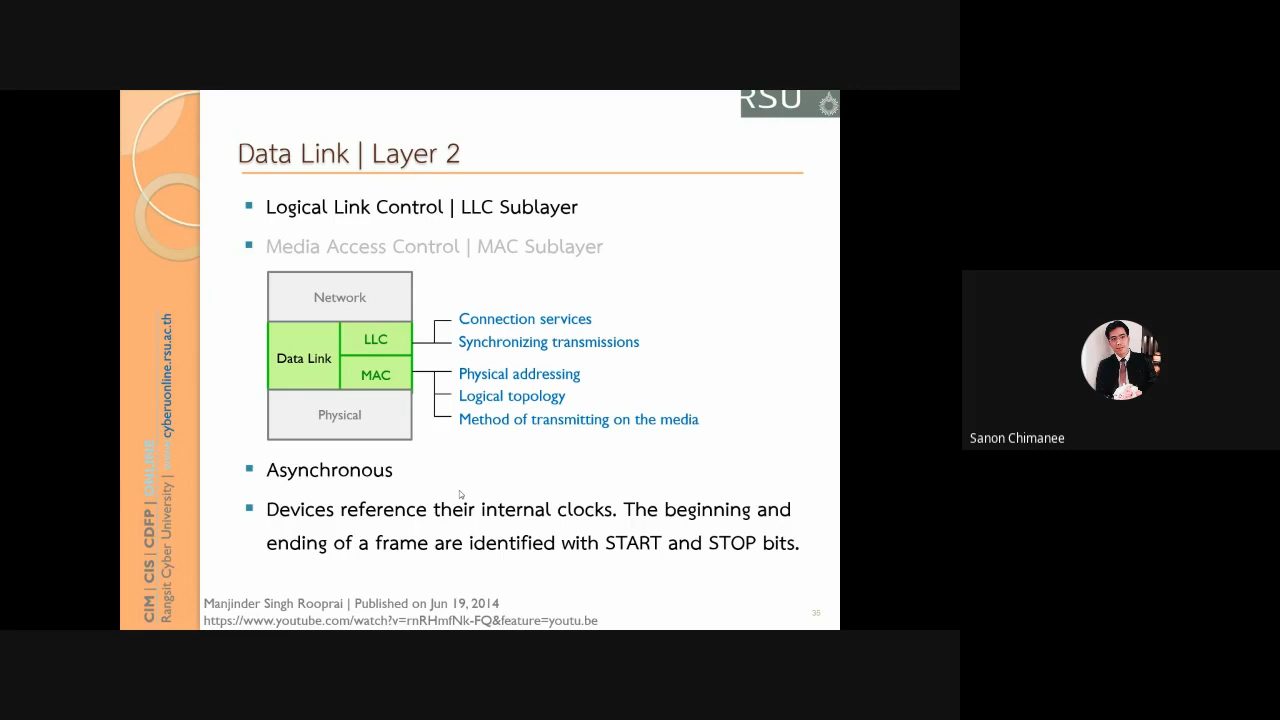 RSU
Data Link | Layer 2
Logical Link Control | LLC Sublayer
Media Access Control | MAC Sublayer
Network
Data Link
LLC
MAC
Physical
Connection services
Synchronizing transmissions
Physical addressing
Logical topology
Method of transmitting on the media
Asynchronous
Devices reference their internal clocks. The beginning and
ending of a frame are identified with START and STOP bits.
Manjinder Singh Rooprai | Published on Jun 19, 2014
https://www.youtube.com/watch?v=rnRHmfNk-FQ&feature=youtu.be
35
CIM | CIS | CDFP | ONLINE
Rangsit Cyber University | www.cyberuonline.rsu.ac.th
Sanon Chimanee